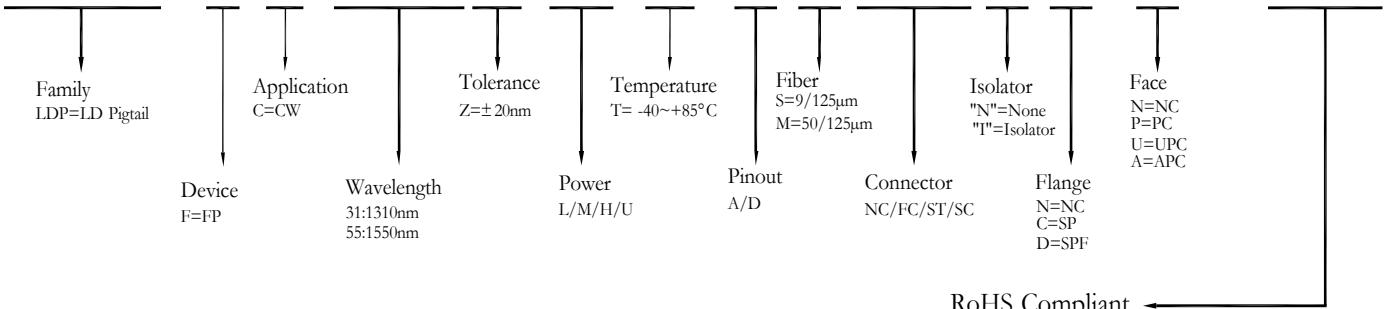 Family
LDP=LD Pigtail
Device
F=FP
Application
C=CW
Wavelength
31:1310nm
55:1550nm
Tolerance
Z=±20nm
Power
L/M/H/U
Temperature
T= -40~+85°C
Pinout
A/D
Fiber
S=9/125μm
M=50/125μm
Connector
NC/FC/ST/SC
Isolator
"N"=None
"I"=Isolator
Flange
N=NC
C=SP
D=SPF
Face
N=NC
P=PC
U=UPC
A=APC
RoHS Compliant